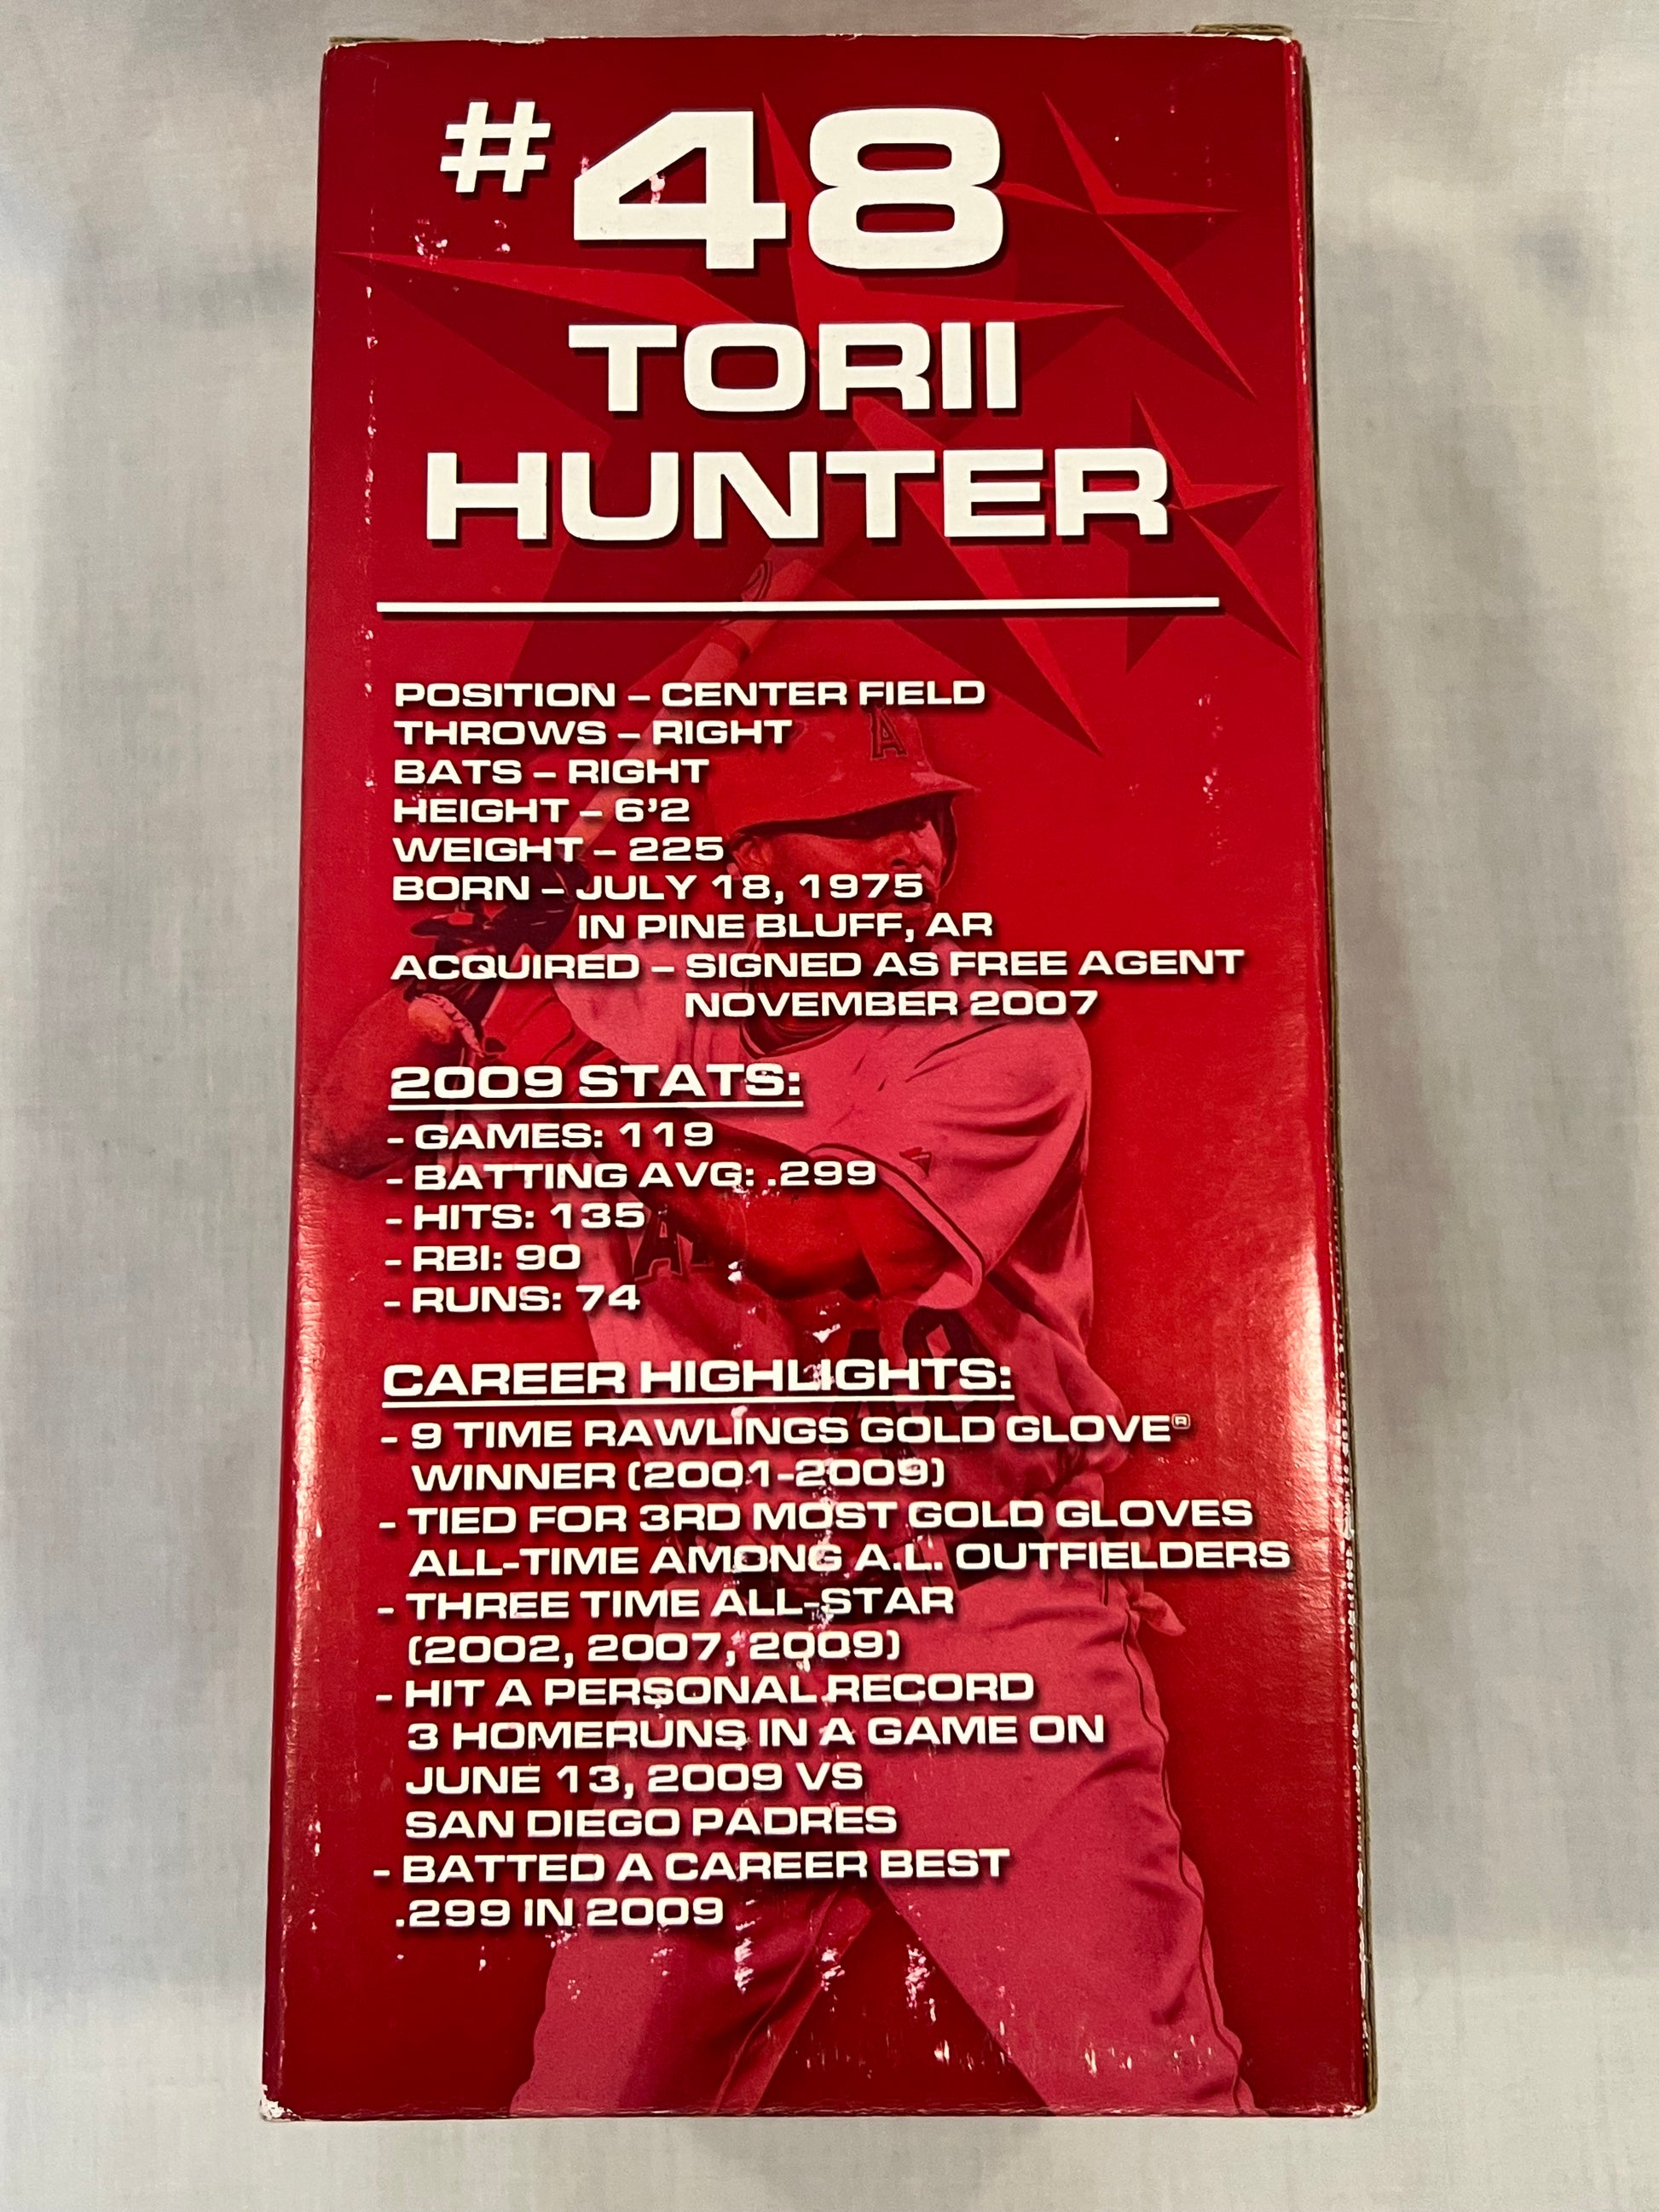 #48
TORII
HUNTER
POSITION – CENTER FIELD
THROWS – RIGHT
BATS – RIGHT
HEIGHT – 6'2
WEIGHT – 225
BORN – JULY 18, 1975
IN PINE BLUFF, AR
ACQUIRED – SIGNED AS FREE AGENT
NOVEMBER 2007
2009 STATS:
- GAMES: 119
- BATTING AVG: .299
- HITS: 135
- RBI: 90
- RUNS: 74
CAREER HIGHLIGHTS:
- 9 TIME RAWLINGS GOLD GLOVE®
WINNER (2001-2009)
- TIED FOR 3RD MOST GOLD GLOVES
ALL-TIME AMONG A.L. OUTFIELDERS
- THREE TIME ALL-STAR
(2002, 2007, 2009)
- HIT A PERSONAL RECORD
3 HOMERUNS IN A GAME ON
JUNE 13, 2009 VS
SAN DIEGO PADRES
- BATTED A CAREER BEST
.299 IN 2009
A
48